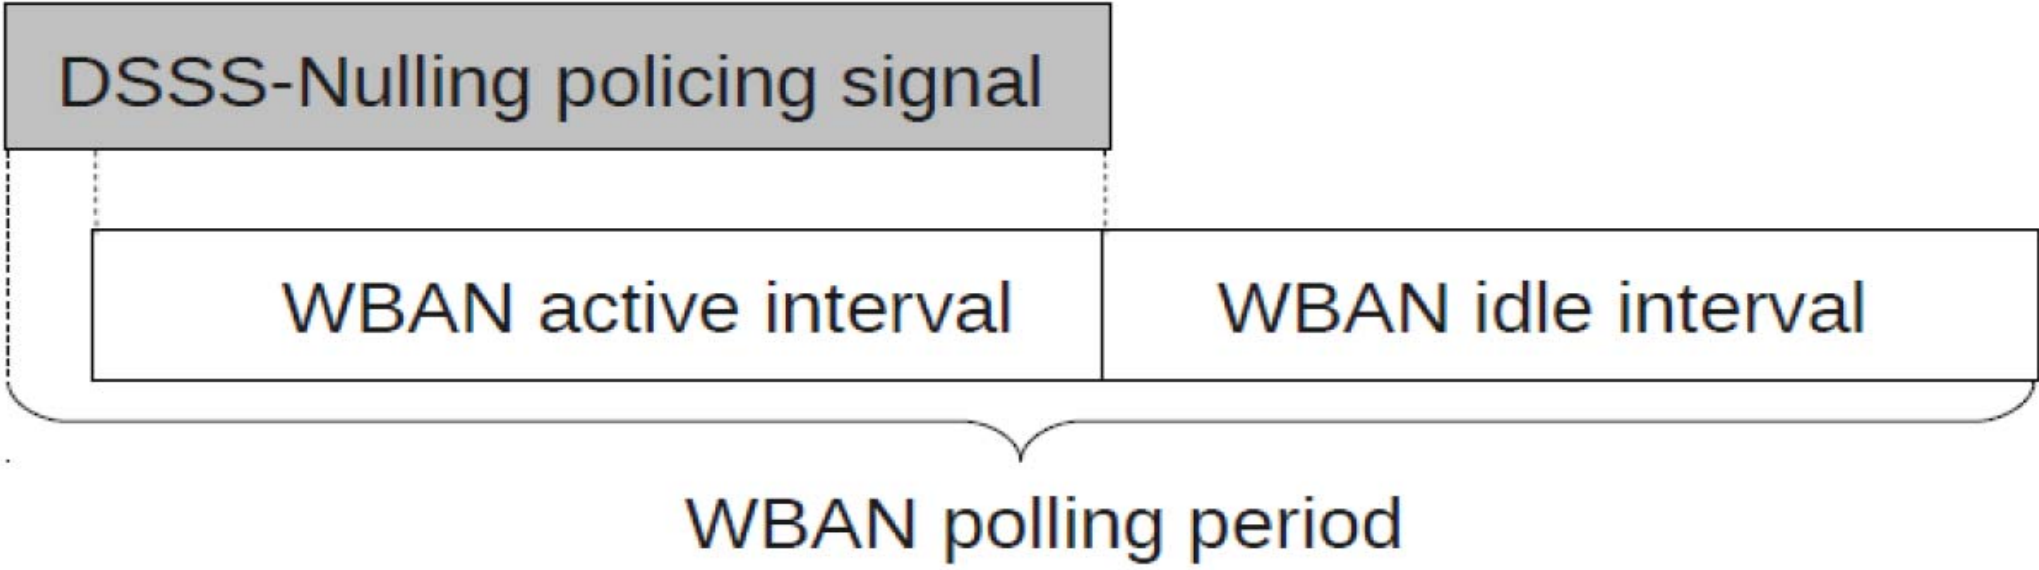 DSSS-Nulling policing signal
WBAN active interval
WBAN idle interval
WBAN polling period